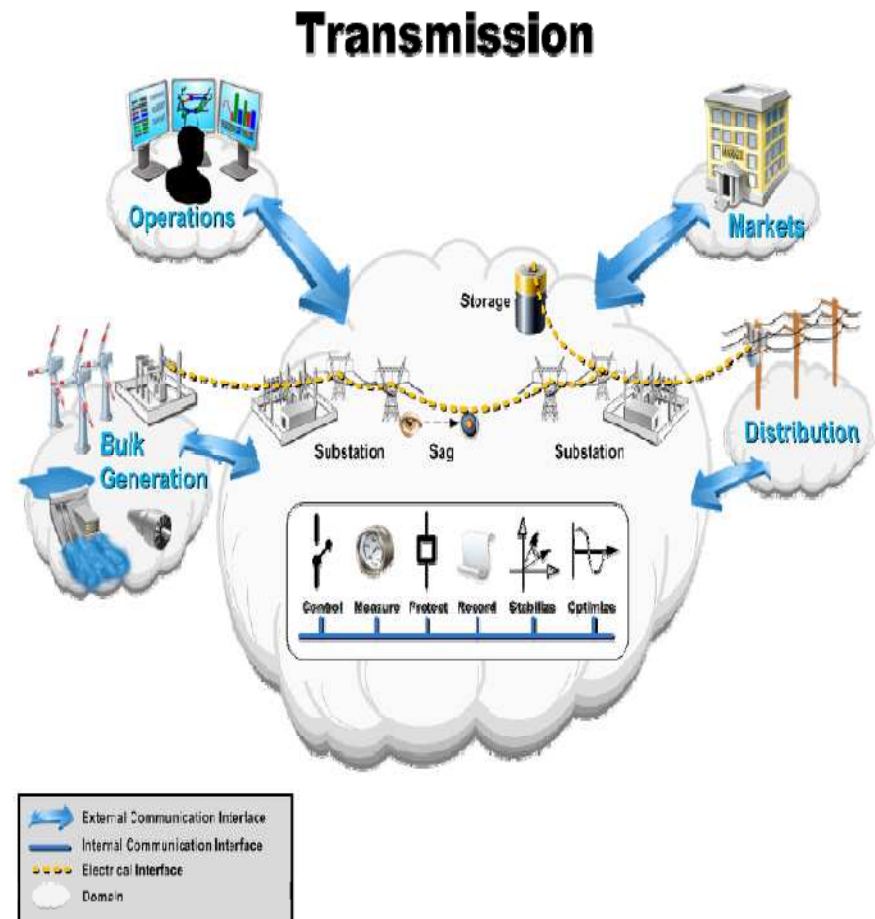 Transmission
Operations
Markets
Storage
Bulk
Generation
Substation
Sag
Substation
Distribution
Control
Measure
Protect
Record
Stabilize
Optimize
External Communication Interface
Internal Communication Interface
Electrical Interface
Domain